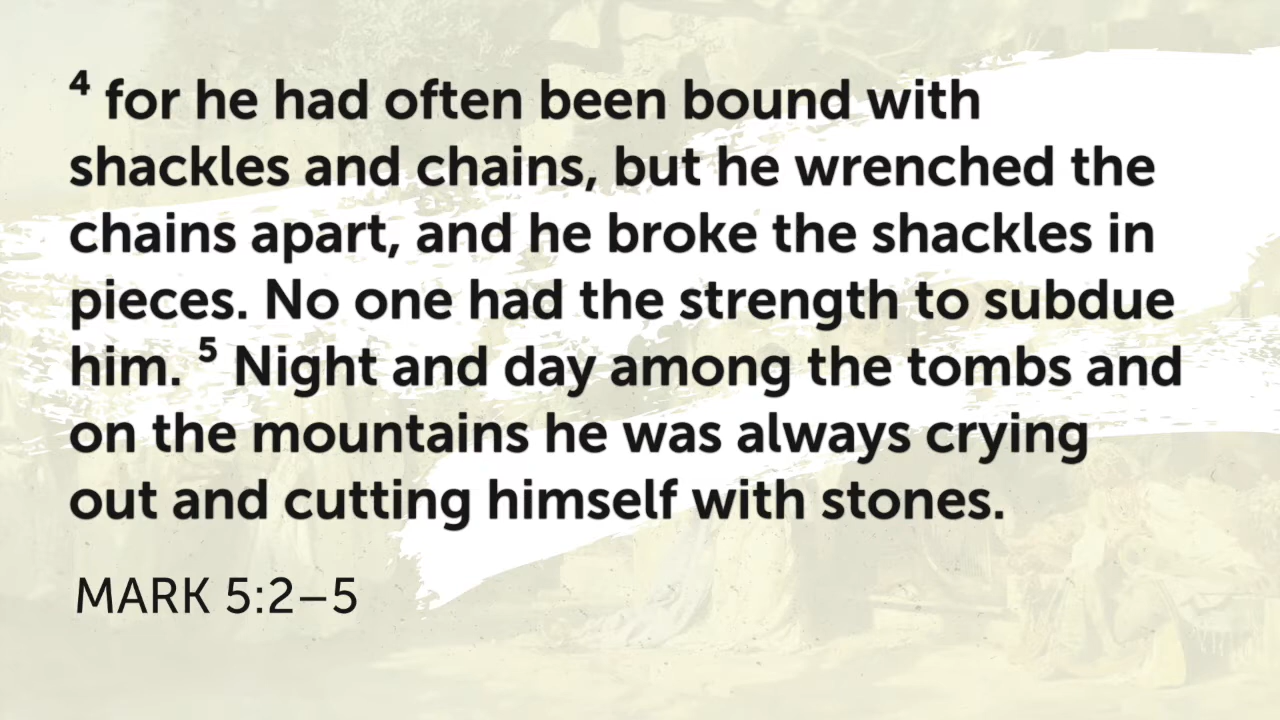 ⁴ for he had often been bound with
shackles and chains, but he wrenched the
chains apart, and he broke the shackles in
pieces. No one had the strength to subdue
him. ⁵ Night and day among the tombs and
on the mountains he was always crying
out and cutting himself with stones.
MARK 5:2–5